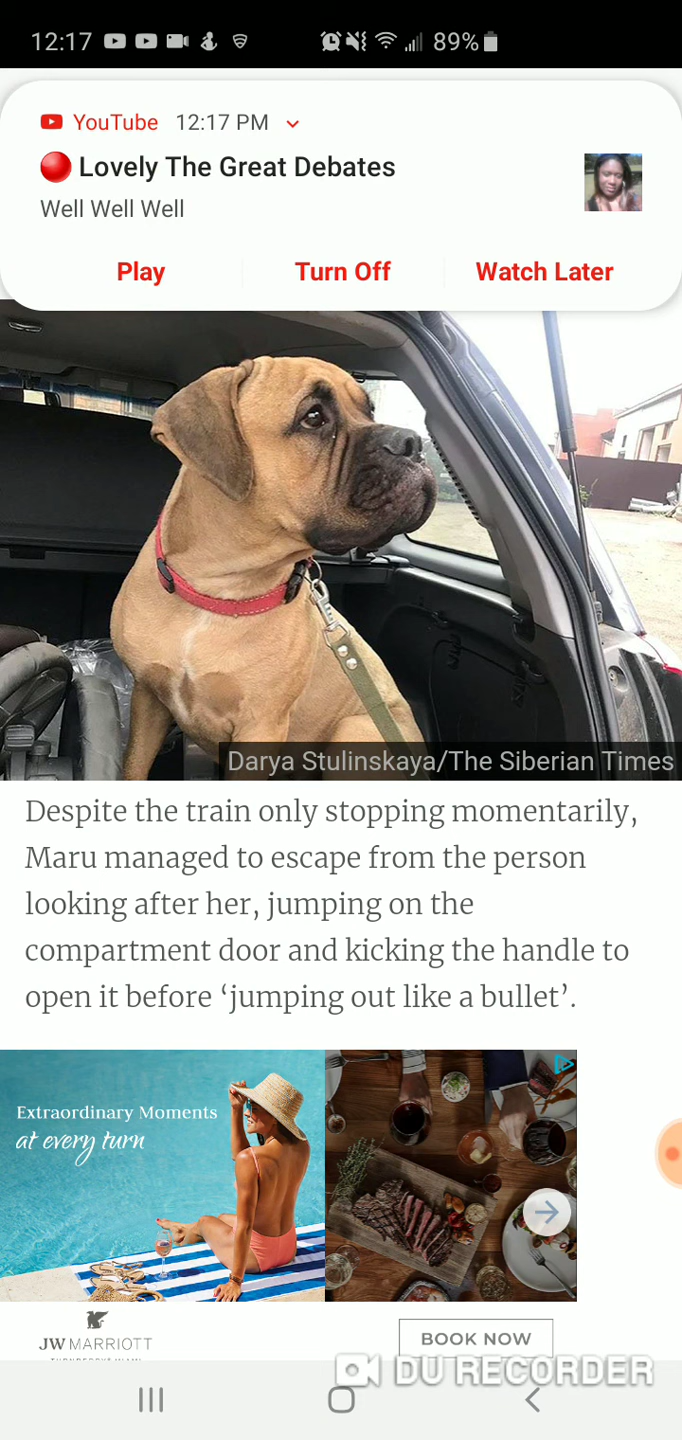 12:17 89%
YouTube 12:17 PM
Lovely The Great Debates
Well Well Well
Play Turn Off Watch Later
Darya Stulinskaya/The Siberian Times
Despite the train only stopping momentarily,
Maru managed to escape from the person
looking after her, jumping on the
compartment door and kicking the handle to
open it before ‘jumping out like a bullet’.
Extraordinary Moments
at every turn
JW MARRIOTT
BOOK NOW
DU RECORDER